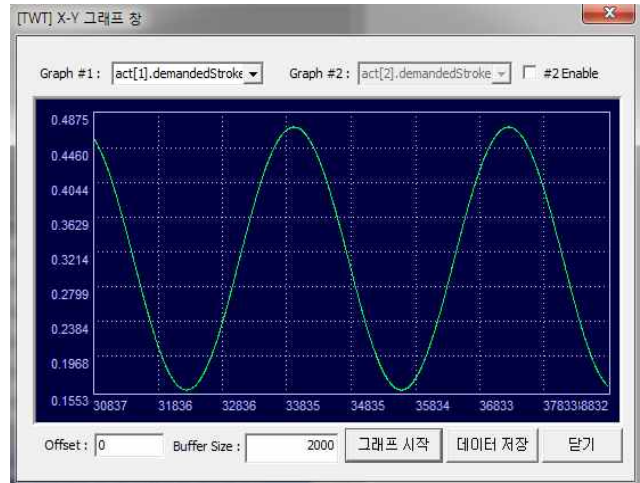 [TWT] X-Y 그래프 창
Graph #1 : act[1].demandedStroke Graph #2 : act[2].demandedStroke #2 Enable
0.4875
0.4460
0.4044
0.3629
0.3214
0.2799
0.2384
0.1968
0.1553
30837 31836 32836 33835 34835 35834 36833 37833 38832
Offset : 0 Buffer Size : 2000 그래프 시작 데이터 저장 닫기